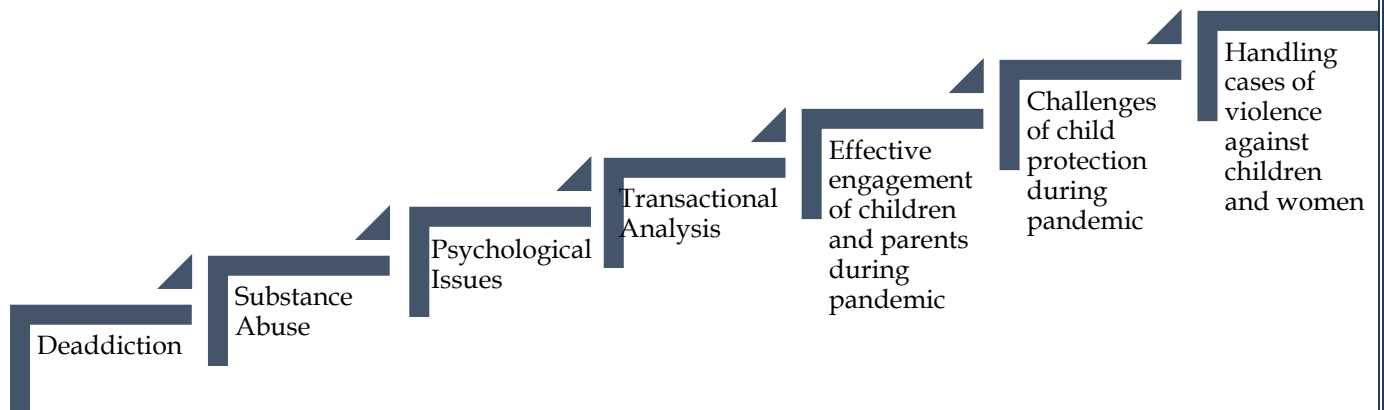 Deaddiction
Substance
Abuse
Psychological
Issues
Transactional
Analysis
Effective
engagement
of children
and parents
during
pandemic
Challenges
of child
protection
during
pandemic
Handling
cases of
violence
against
children
and women